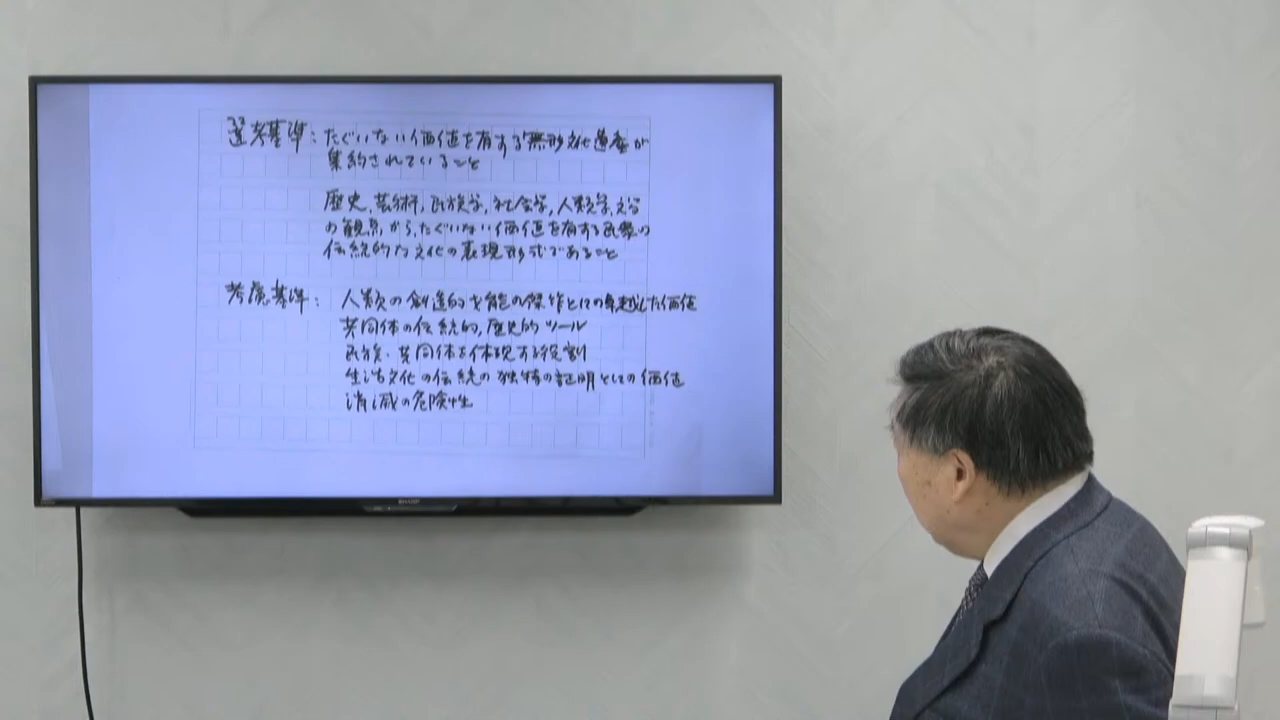 選考基準：たぐいない価値を有する無形文化遺産が
集約されていること
歴史、芸術、民族学、社会学、人類学、文学
の観点から、たぐいない価値を有する民衆の
伝統的な文化の表現形式であること
考慮基準：人類の創造的才能の傑作としての卓越した価値
共同体の伝統的、歴史的ツール
民族・共同体を体現する役割
生活文化の伝統の独特の証明としての価値
消滅の危険性
SHARP